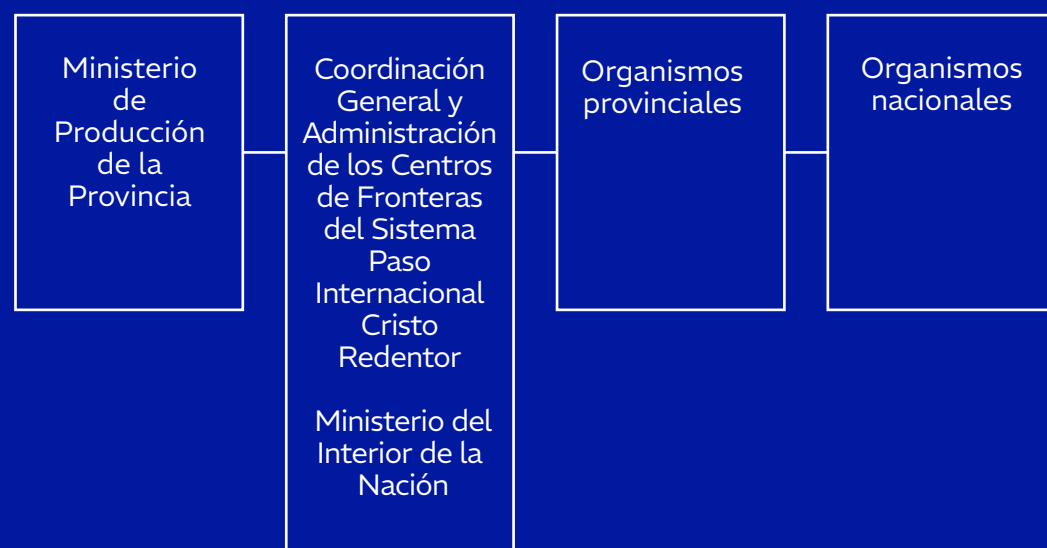 Ministerio
de
Producción
de la
Provincia
Coordinación
General y
Administración
de los Centros
de Fronteras
del Sistema
Paso
Internacional
Cristo
Redentor
Ministerio del
Interior de la
Nación
Organismos
provinciales
Organismos
nacionales